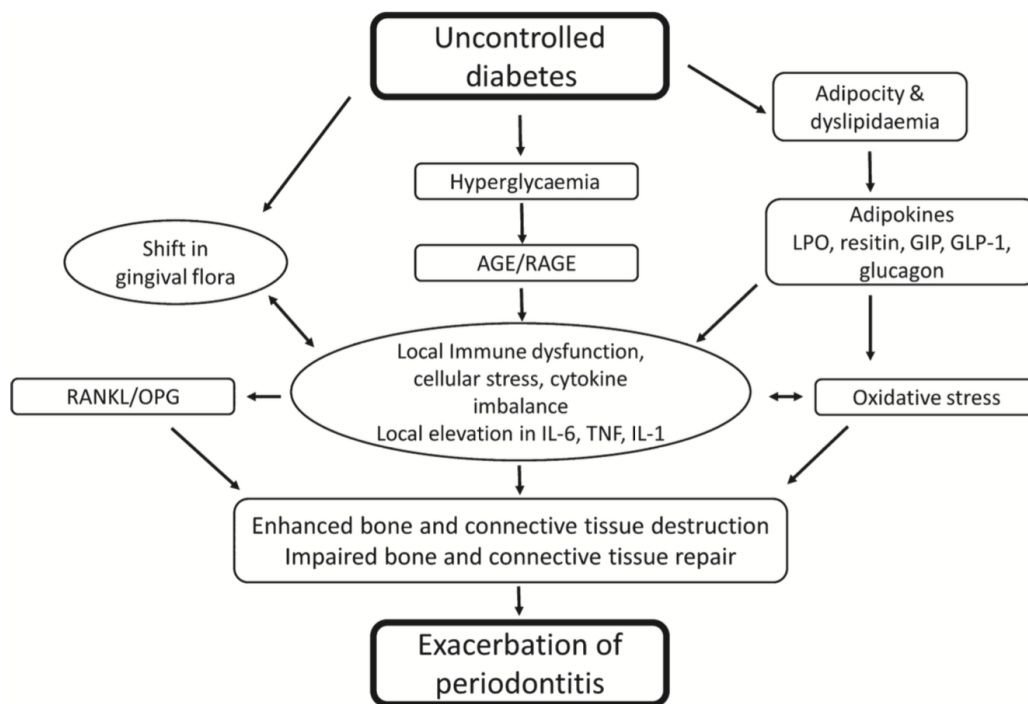 Uncontrolled
diabetes
Adipocity &
dyslipidaemia
Hyperglycaemia
Adipokines
LPO, resitin, GIP, GLP-1,
glucagon
Shift in
gingival flora
AGE/RAGE
Local Immune dysfunction,
cellular stress, cytokine
imbalance
Local elevation in IL-6, TNF, IL-1
RANKL/OPG
Oxidative stress
Enhanced bone and connective tissue destruction
Impaired bone and connective tissue repair
Exacerbation of
periodontitis